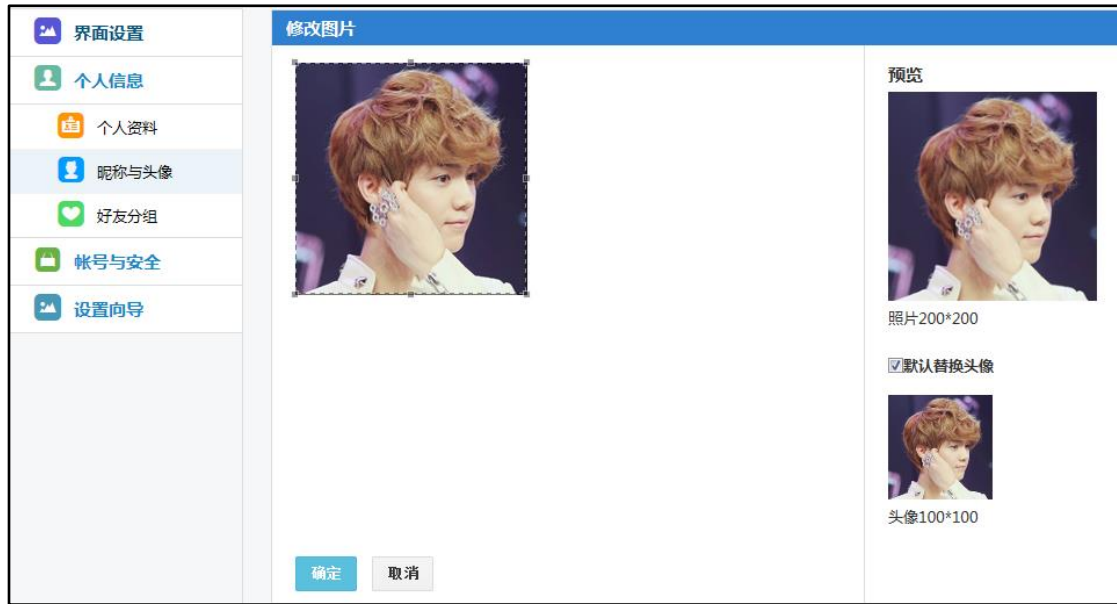 界面设置
个人信息
个人资料
昵称与头像
好友分组
帐号与安全
设置向导
修改图片
预览
照片200*200
默认替换头像
头像100*100
确定
取消